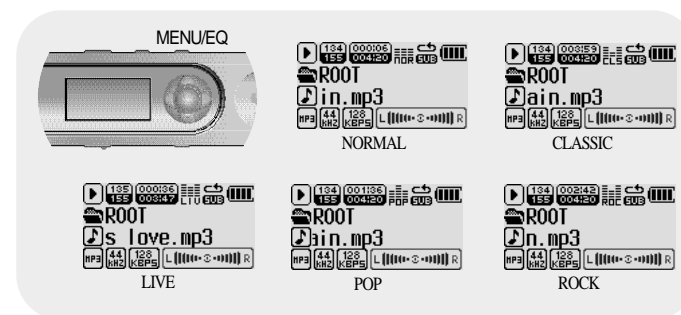 MENU/EQ
134 000:06 NOR SUB
155 004:20
ROOT
in.mp3
MP3 44 kHZ 128 KBPS L R
NORMAL
134 003:59 CLS SUB
155 004:20
ROOT
ain.mp3
MP3 44 kHZ 128 KBPS L R
CLASSIC
135 000:36 LIV SUB
155 003:47
ROOT
s love.mp3
MP3 44 kHZ 128 KBPS L R
LIVE
134 001:36 POP SUB
155 004:20
ROOT
ain.mp3
MP3 44 kHZ 128 KBPS L R
POP
134 002:42 ROC SUB
155 004:20
ROOT
n.mp3
MP3 44 kHZ 128 KBPS L R
ROCK